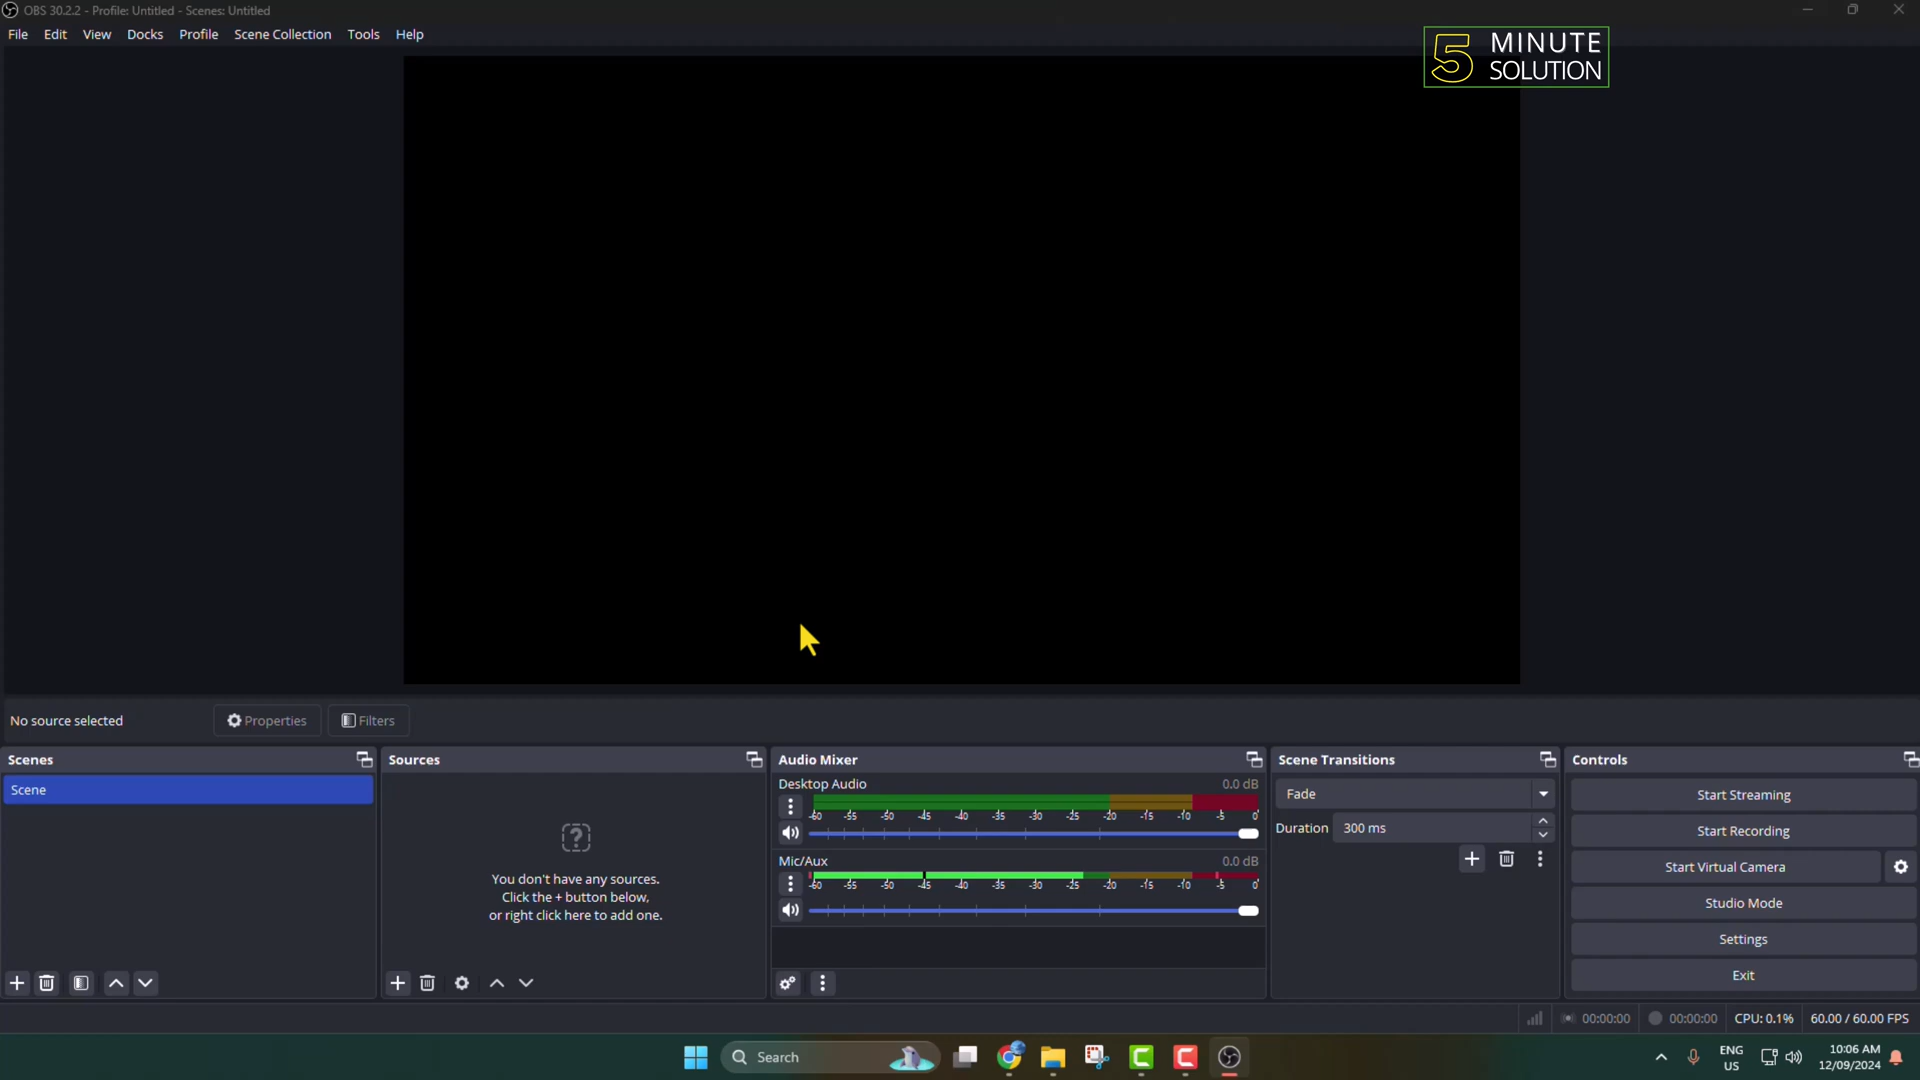 OBS 30.2.2 - Profile: Untitled - Scenes: Untitled
File Edit View Docks Profile Scene Collection Tools Help
5 MINUTE
SOLUTION
No source selected Properties Filters
Scenes
Scene
Sources
You don't have any sources.
Click the + button below,
or right click here to add one.
Audio Mixer
Desktop Audio 0.0 dB
-60 -55 -50 -45 -40 -35 -30 -25 -20 -15 -10 -5 0
Mic/Aux 0.0 dB
-60 -55 -50 -45 -40 -35 -30 -25 -20 -15 -10 -5 0
Scene Transitions
Fade
Duration 300 ms
Controls
Start Streaming
Start Recording
Start Virtual Camera
Studio Mode
Settings
Exit
00:00:00 00:00:00 CPU: 0.1% 60.00 / 60.00 FPS
Search
ENG
US
10:06 AM
12/09/2024